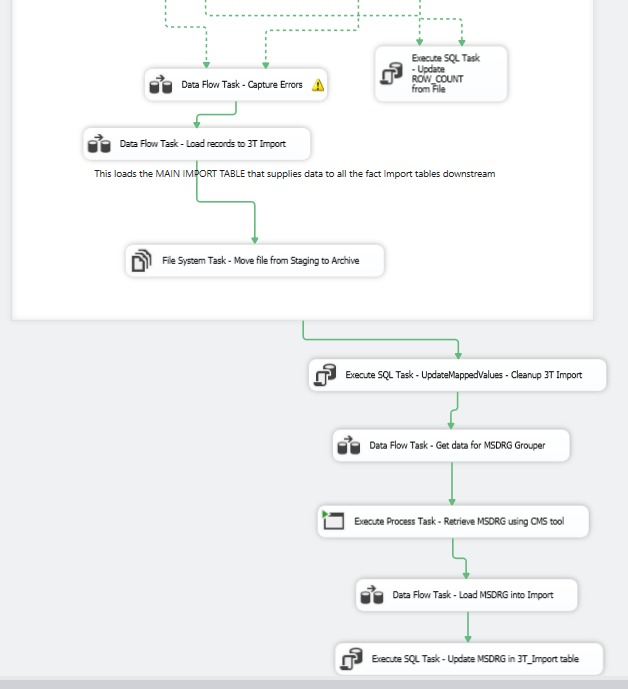 Execute SQL Task
- Update
ROW_COUNT
from File
Data Flow Task - Capture Errors
Data Flow Task - Load records to 3T Import
This loads the MAIN IMPORT TABLE that supplies data to all the fact Import tables downstream
File System Task - Move file from Staging to Archive
Execute SQL Task - UpdateMappedValues - Cleanup 3T Import
Data Flow Task - Get data for MSDRG Grouper
Execute Process Task - Retrieve MSDRG using CMS tool
Data Flow Task - Load MSDRG into Import
Execute SQL Task - Update MSDRG in 3T_Import table